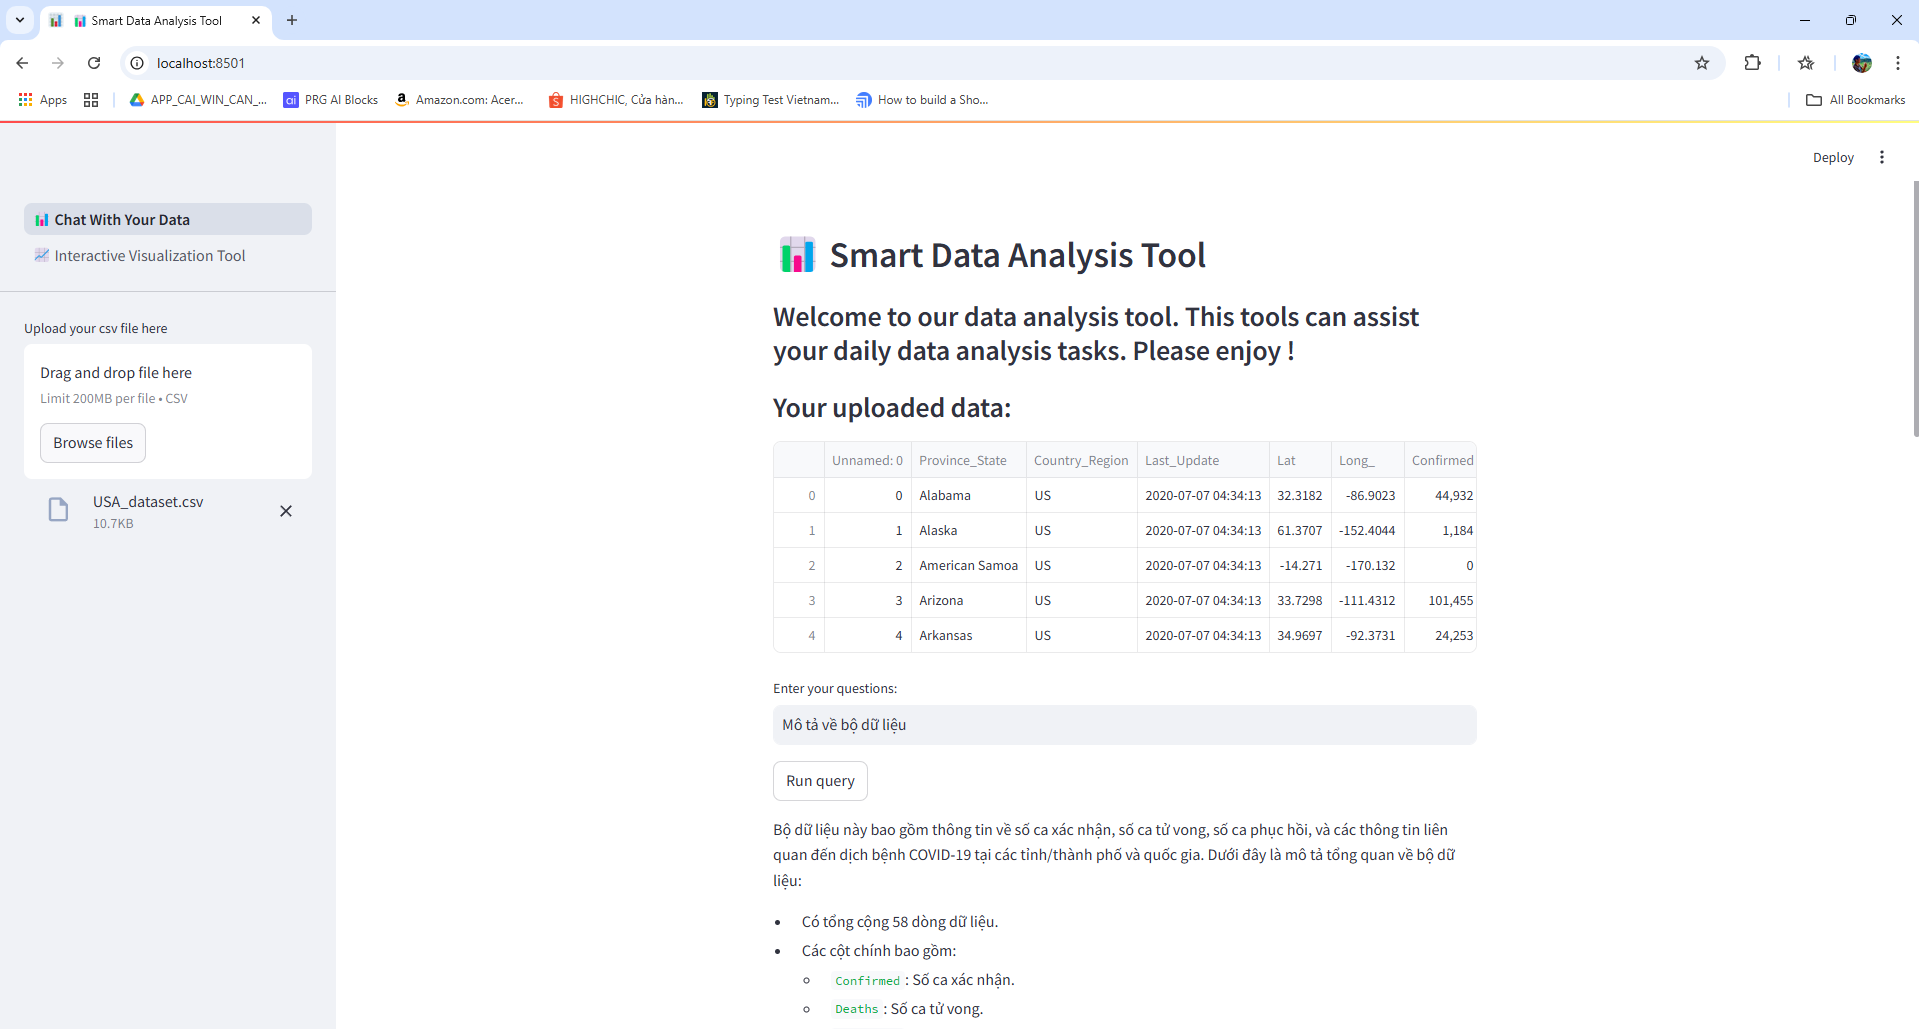 Smart Data Analysis Tool
localhost:8501
Apps
APP_CAI_WIN_CAN_...
PRG AI Blocks
Amazon.com: Acer...
HIGHCHIC, Cửa hàn...
Typing Test Vietnam...
How to build a Sho...
All Bookmarks
Deploy
Chat With Your Data
Interactive Visualization Tool
Upload your csv file here
Drag and drop file here
Limit 200MB per file • CSV
Browse files
USA_dataset.csv
10.7KB
Smart Data Analysis Tool
Welcome to our data analysis tool. This tools can assist
your daily data analysis tasks. Please enjoy !
Your uploaded data:
Unnamed: 0 Province_State Country_Region Last_Update Lat Long_ Confirmed
0 0 Alabama US 2020-07-07 04:34:13 32.3182 -86.9023 44,932
1 1 Alaska US 2020-07-07 04:34:13 61.3707 -152.4044 1,184
2 2 American Samoa US 2020-07-07 04:34:13 -14.271 -170.132 0
3 3 Arizona US 2020-07-07 04:34:13 33.7298 -111.4312 101,455
4 4 Arkansas US 2020-07-07 04:34:13 34.9697 -92.3731 24,253
Enter your questions:
Mô tả về bộ dữ liệu
Run query
Bộ dữ liệu này bao gồm thông tin về số ca xác nhận, số ca tử vong, số ca phục hồi, và các thông tin liên
quan đến dịch bệnh COVID-19 tại các tỉnh/thành phố và quốc gia. Dưới đây là mô tả tổng quan về bộ dữ
liệu:
• Có tổng cộng 58 dòng dữ liệu.
• Các cột chính bao gồm:
◦ Confirmed : Số ca xác nhận.
◦ Deaths : Số ca tử vong.